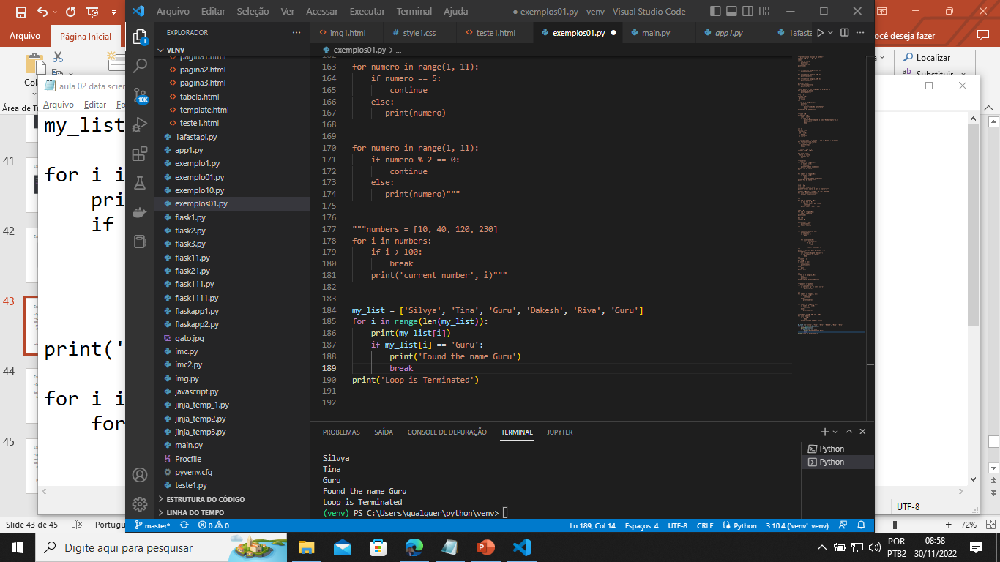 Arquivo
Página Inicial
Cola
Área de Tr
41
42
43
44
45
Slide 43 de 45
Portugu
aula 02 data scien
Arquivo Editar Fo
my_list
for i i
pri
if
print('
for i i
for
Arquivo Editar Seleção Ver Acessar Executar Terminal Ajuda
● exemplos01.py - venv - Visual Studio Code
você deseja fazer
Localizar
Substituir
EXPLORADOR
VENV
pagina1.html
pagina2.html
pagina3.html
tabela.html
template.html
teste1.html
1afastapi.py
app1.py
exemplo1.py
exemplo01.py
exemplo10.py
exemplos01.py
flask1.py
flask2.py
flask3.py
flask11.py
flask21.py
flask111.py
flask1111.py
flaskapp1.py
flaskapp2.py
gato.jpg
imc.py
imc2.py
img.py
javascript.py
jinja_temp_1.py
jinja_temp2.py
jinja_temp3.py
main.py
Procfile
pyvenv.cfg
teste1.py
ESTRUTURA DO CÓDIGO
LINHA DO TEMPO
1
10K
img1.html style1.css teste1.html exemplos01.py main.py app1.py 1afasta
exemplos01.py > ...
162
163 for numero in range(1, 11):
164 if numero == 5:
165 continue
166 else:
167 print(numero)
168
169
170 for numero in range(1, 11):
171 if numero % 2 == 0:
172 continue
173 else:
174 print(numero)"""
175
176
177 """numbers = [10, 40, 120, 230]
178 for i in numbers:
179 if i > 100:
180 break
181 print('current number', i)"""
182
183
184 my_list = ['Silvya', 'Tina', 'Guru', 'Dakesh', 'Riva', 'Guru']
185 for i in range(len(my_list)):
186 print(my_list[i])
187 if my_list[i] == 'Guru':
188 print('Found the name Guru')
189 break
190 print('Loop is Terminated')
191
192
PROBLEMAS SAÍDA CONSOLE DE DEPURAÇÃO TERMINAL JUPYTER
Silvya
Tina
Guru
Found the name Guru
Loop is Terminated
(venv) PS C:\Users\qualquer\python\venv>
Python
Python
master* 0 0
Ln 189, Col 14 Espaços: 4 UTF-8 CRLF Python 3.10.4 ('venv': venv)
UTF-8
72%
Digite aqui para pesquisar
POR
PTB2
08:58
30/11/2022